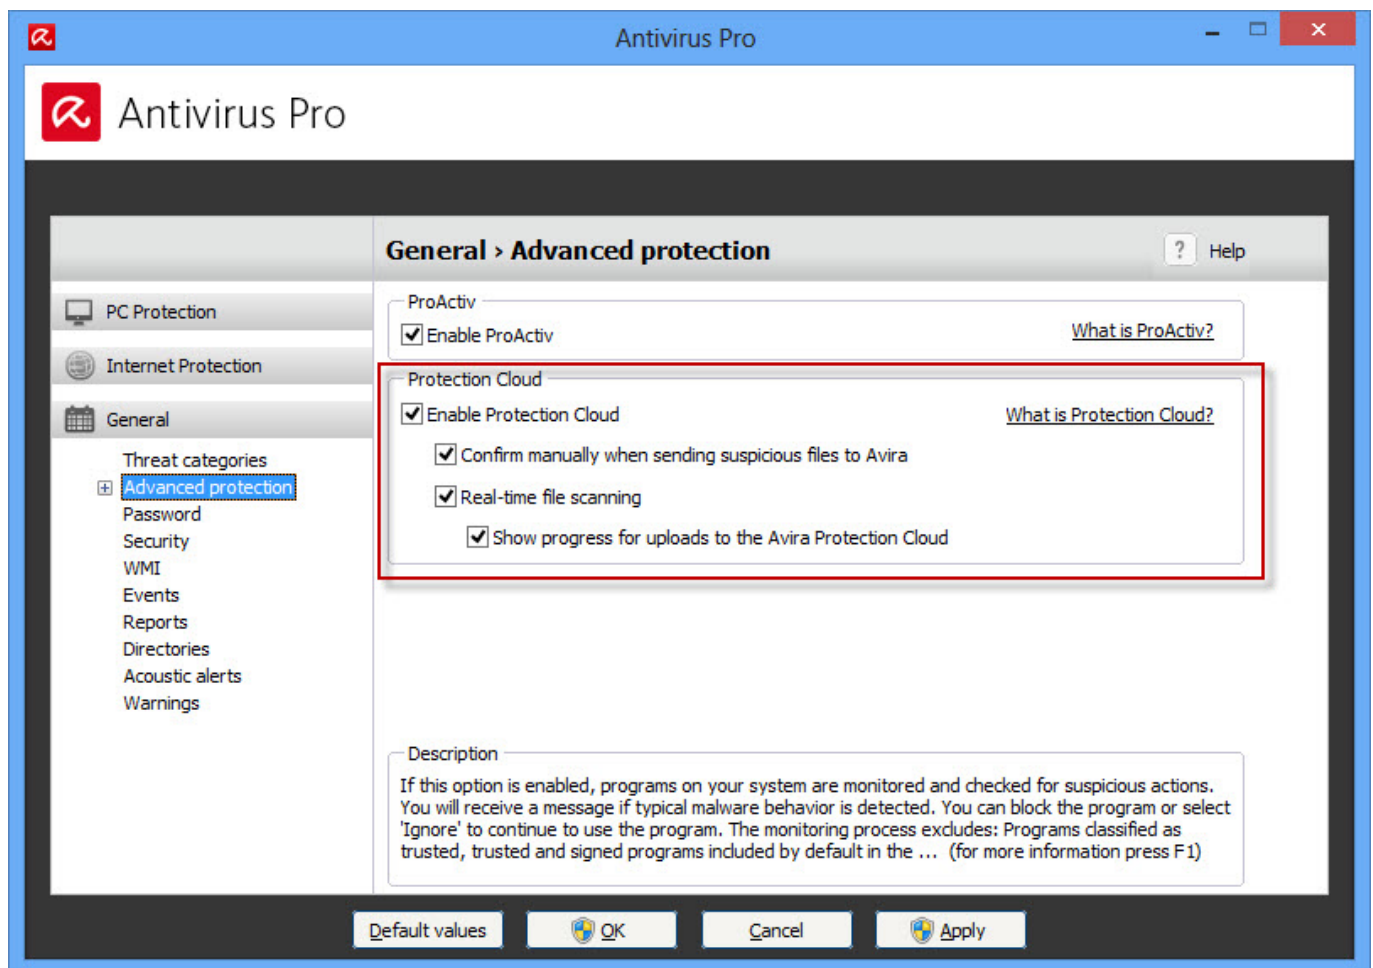 Antivirus Pro
Antivirus Pro
General › Advanced protection
? Help
PC Protection
Internet Protection
General
Threat categories
Advanced protection
Password
Security
WMI
Events
Reports
Directories
Acoustic alerts
Warnings
ProActiv
Enable ProActiv
What is ProActiv?
Protection Cloud
Enable Protection Cloud
What is Protection Cloud?
Confirm manually when sending suspicious files to Avira
Real-time file scanning
Show progress for uploads to the Avira Protection Cloud
Description
If this option is enabled, programs on your system are monitored and checked for suspicious actions.
You will receive a message if typical malware behavior is detected. You can block the program or select
'Ignore' to continue to use the program. The monitoring process excludes: Programs classified as
trusted, trusted and signed programs included by default in the ... (for more information press F1)
Default values
OK
Cancel
Apply